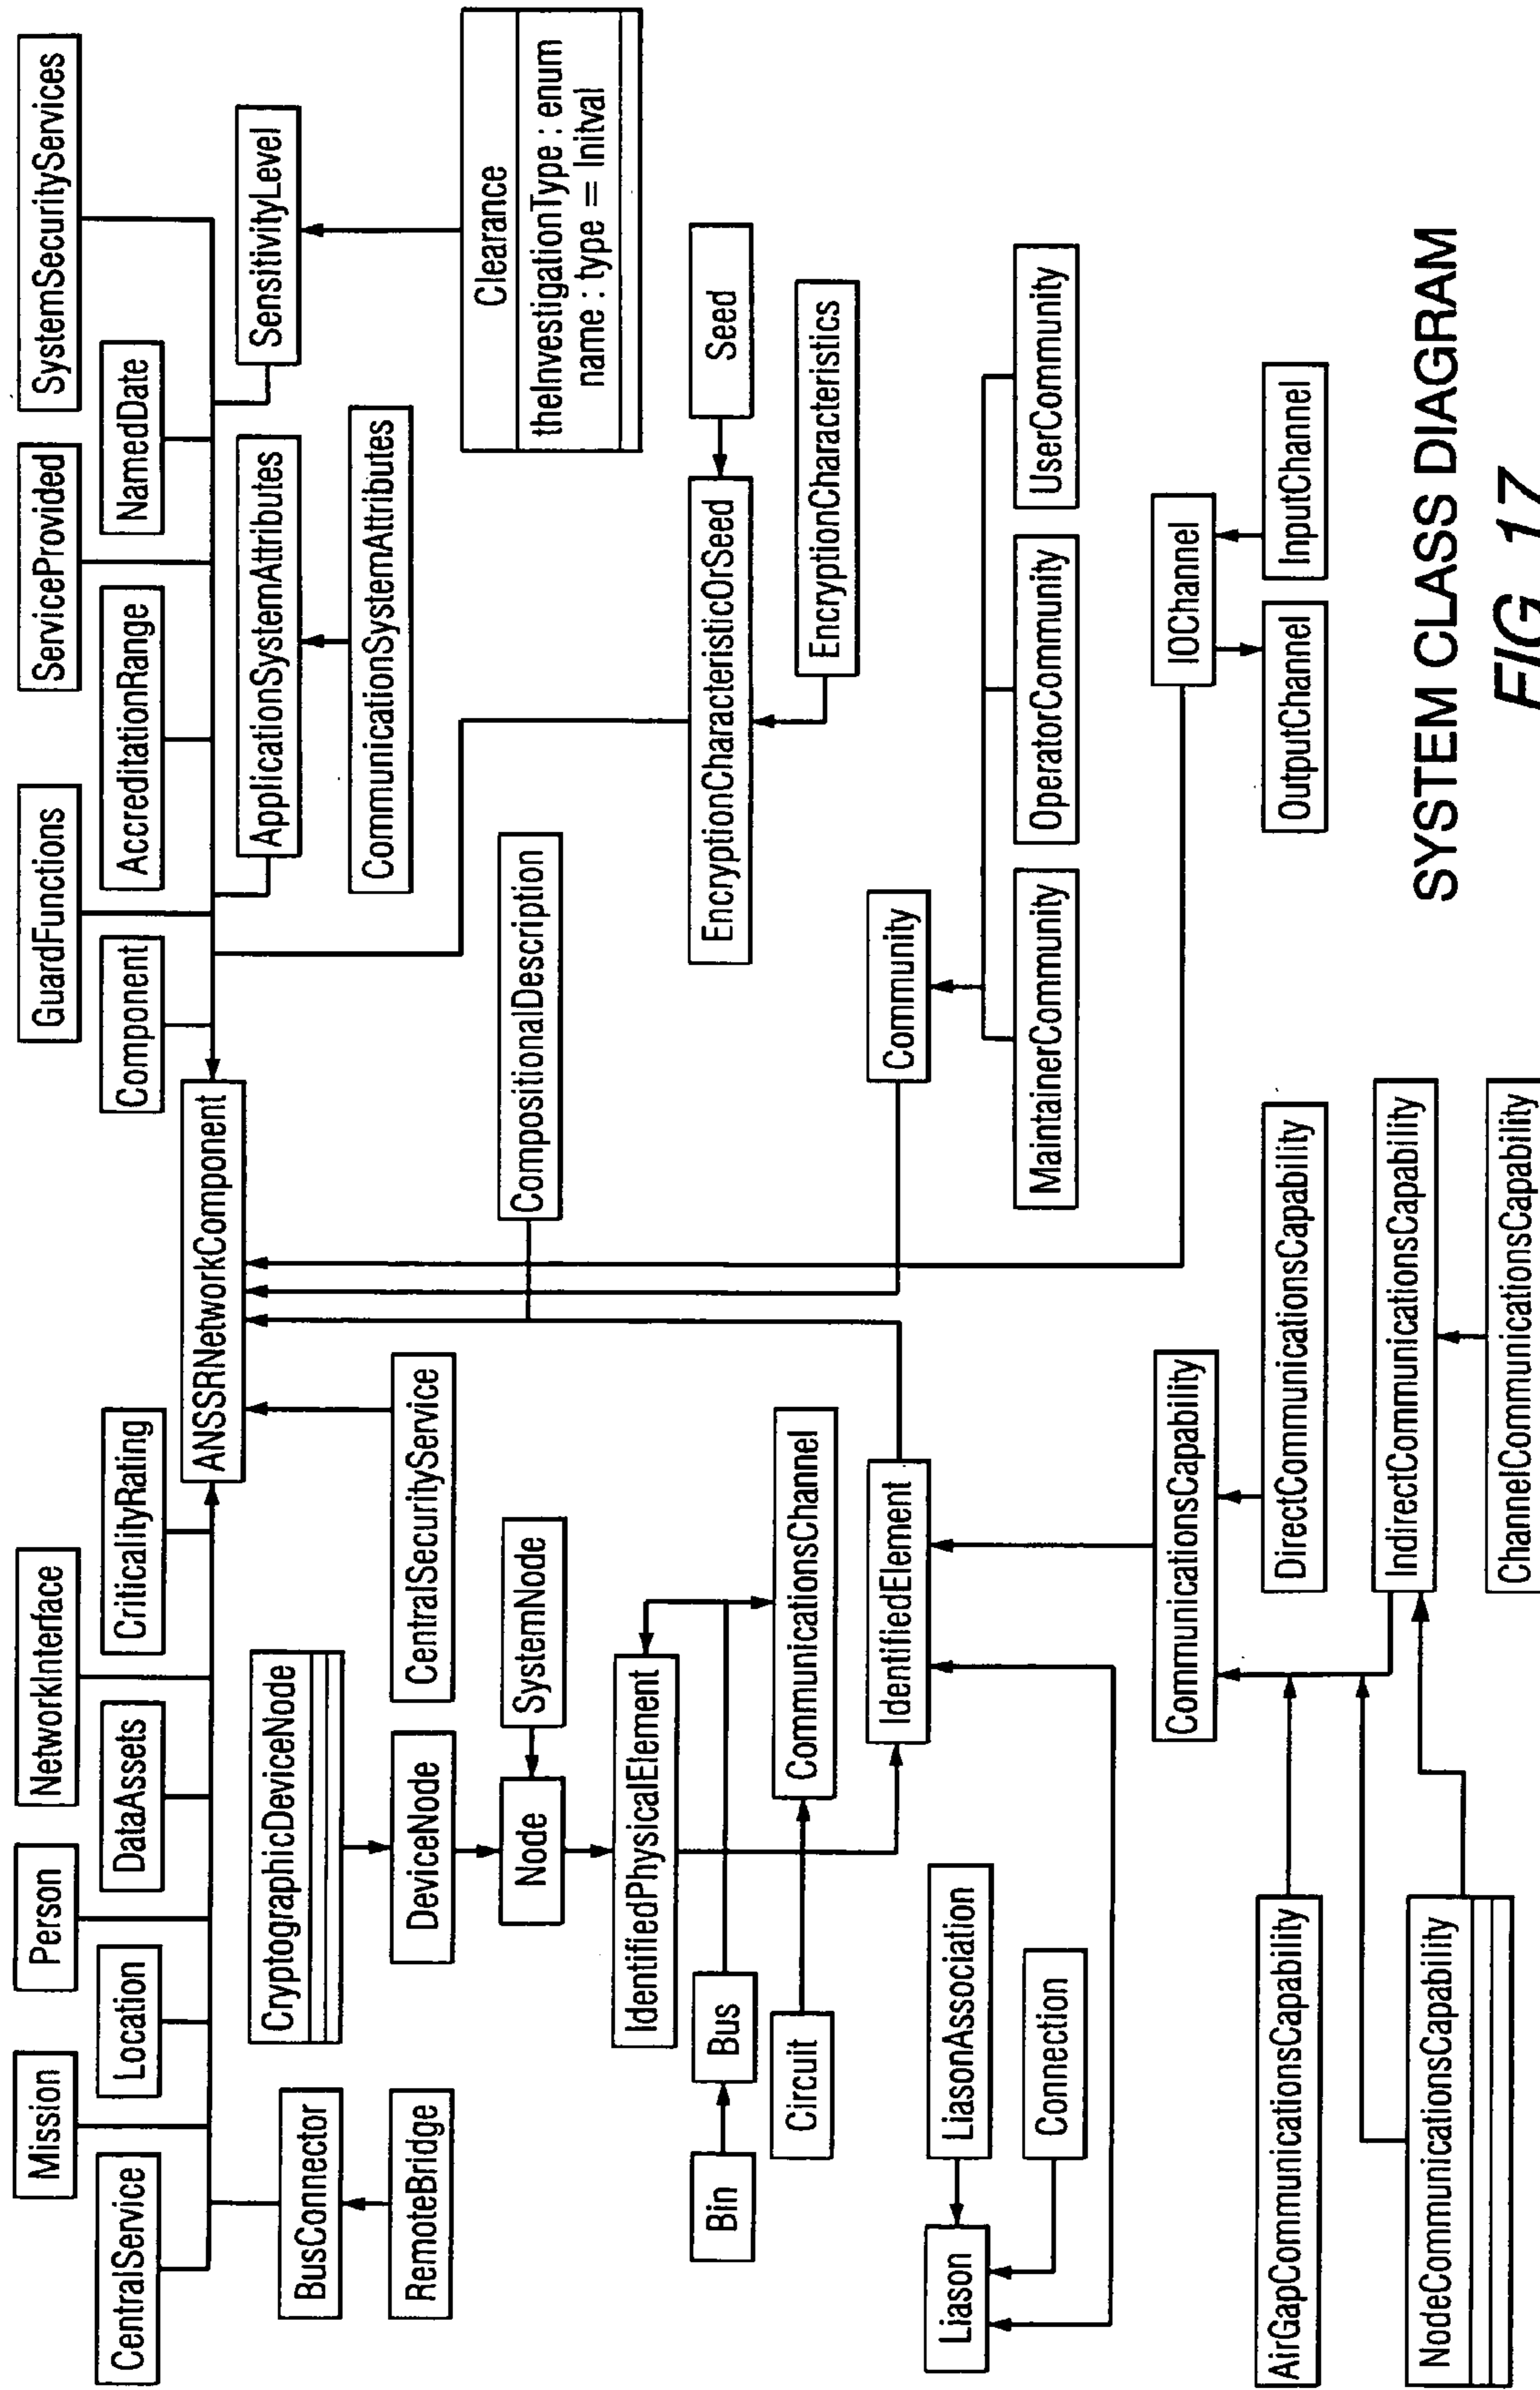 Mission
Person
NetworkInterface
GuardFunctions
ServiceProvided
SystemSecurityServices
CentralService
Location
DataAssets
CriticalityRating
Component
AccreditationRange
NamedDate
ANSSRNetworkComponent
BusConnector
CryptographicDeviceNode
ApplicationSystemAttributes
SensitivityLevel
RemoteBridge
DeviceNode
CentralSecurityService
CommunicationSystemAttributes
Clearance
theInvestigationType : enum
name : type = Initval
Node
SystemNode
CompositionalDescription
IdentifiedPhysicalElement
EncryptionCharacteristicOrSeed
Seed
Bin
Bus
Circuit
CommunicationsChannel
EncryptionCharacteristics
Liason
LiasonAssociation
IdentifiedElement
Community
Connection
MaintainerCommunity
OperatorCommunity
UserCommunity
CommunicationsCapability
IOChannel
AirGapCommunicationsCapability
DirectCommunicationsCapability
OutputChannel
InputChannel
NodeCommunicationsCapability
IndirectCommunicationsCapability
ChannelCommunicationsCapability
SYSTEM CLASS DIAGRAM
FIG. 17